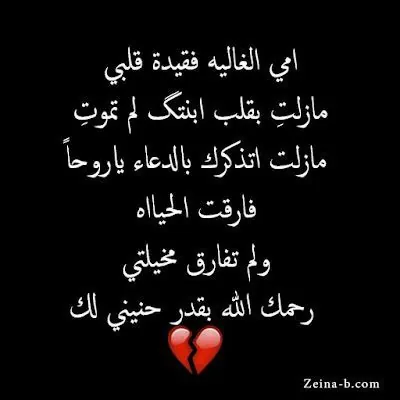 امي الغاليه فقيدة قلبي
مازلتِ بقلب ابنتگ لم تموتِ
مازلت اتذكرك بالدعاء ياروحاً
فارقت الحيااه
ولم تفارق مخيلتي
رحمك الله بقدر حنيني لك
Zeina-b.com